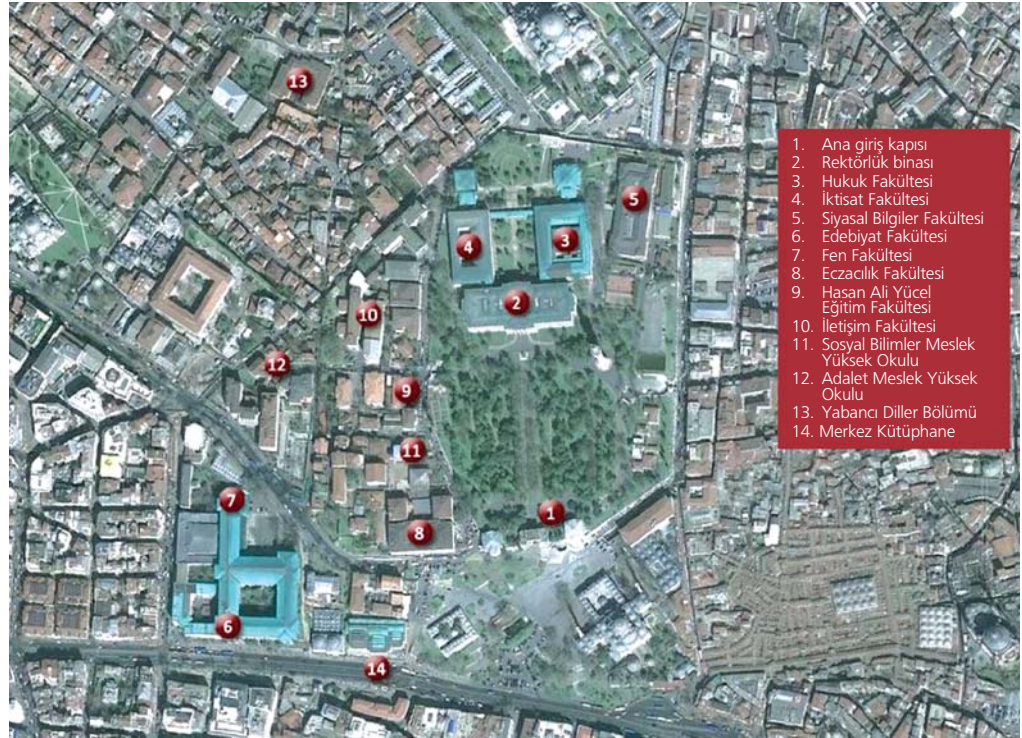 13
5
4
3
2
10
12
9
11
7
1
8
6
14
1. Ana giriş kapısı
2. Rektörlük binası
3. Hukuk Fakültesi
4. İktisat Fakültesi
5. Siyasal Bilgiler Fakültesi
6. Edebiyat Fakültesi
7. Fen Fakültesi
8. Eczacılık Fakültesi
9. Hasan Ali Yücel
Eğitim Fakültesi
10. İletişim Fakültesi
11. Sosyal Bilimler Meslek
Yüksek Okulu
12. Adalet Meslek Yüksek
Okulu
13. Yabancı Diller Bölümü
14. Merkez Kütüphane